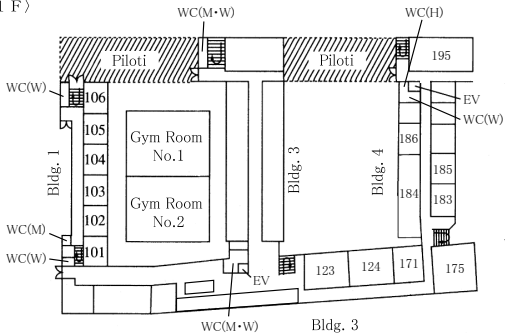 1 F〉
WC(M・W)
WC(H)
Piloti
Piloti
195
WC(W)
106
EV
WC(W)
105
Gym Room
No.1
186
104
Bldg. 1
Bldg. 3
Bldg. 4
185
103
184
183
102
Gym Room
No.2
WC(M)
101
WC(W)
123
124
171
175
EV
WC(M・W)
Bldg. 3